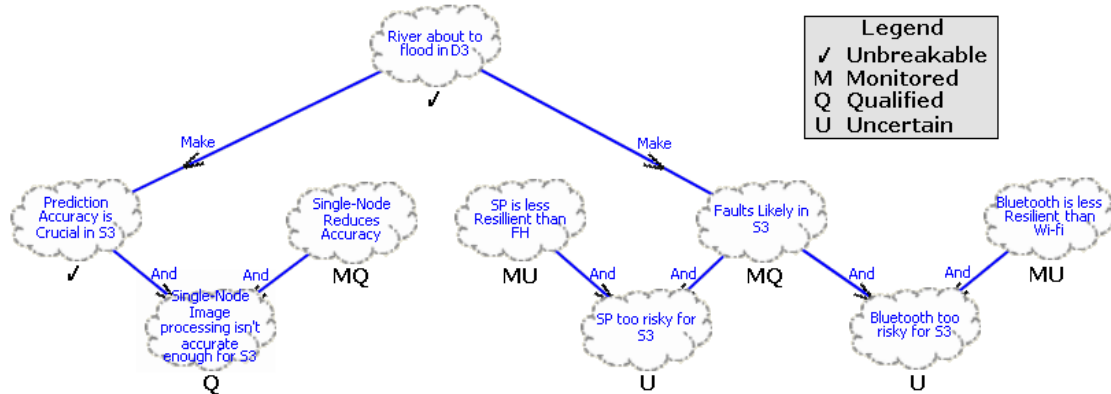 River about to
flood in D3
✓
Legend
✓ Unbreakable
M Monitored
Q Qualified
U Uncertain
Make
Make
Prediction
Accuracy is
Crucial in S3
✓
Single-Node
Reduces
Accuracy
MQ
SP is less
Resillient than
FH
MU
Faults Likely in
S3
MQ
Bluetooth is less
Resilient than
Wi-fi
MU
And
And
And
And
And
And
Single-Node
Image
processing isn't
accurate
enough for S3
Q
SP too risky for
S3
U
Bluetooth too
risky for S3
U